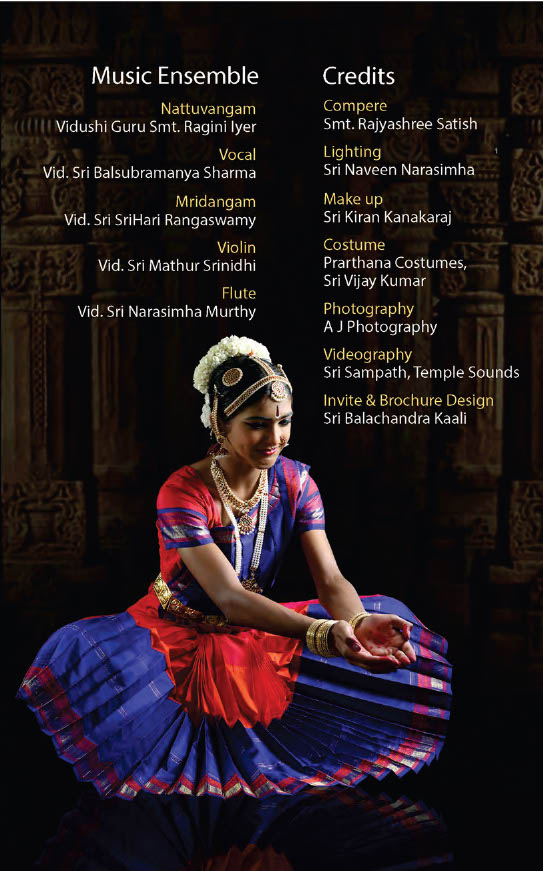 Music Ensemble
Nattuvangam
Vidushi Guru Smt. Ragini Iyer
Vocal
Vid. Sri Balsubramanya Sharma
Mridangam
Vid. Sri SriHari Rangaswamy
Violin
Vid. Sri Mathur Srinidhi
Flute
Vid. Sri Narasimha Murthy
Credits
Compere
Smt. Rajyashree Satish
Lighting
Sri Naveen Narasimha
Make up
Sri Kiran Kanakaraj
Costume
Prarthana Costumes,
Sri Vijay Kumar
Photography
A J Photography
Videography
Sri Sampath, Temple Sounds
Invite & Brochure Design
Sri Balachandra Kaali